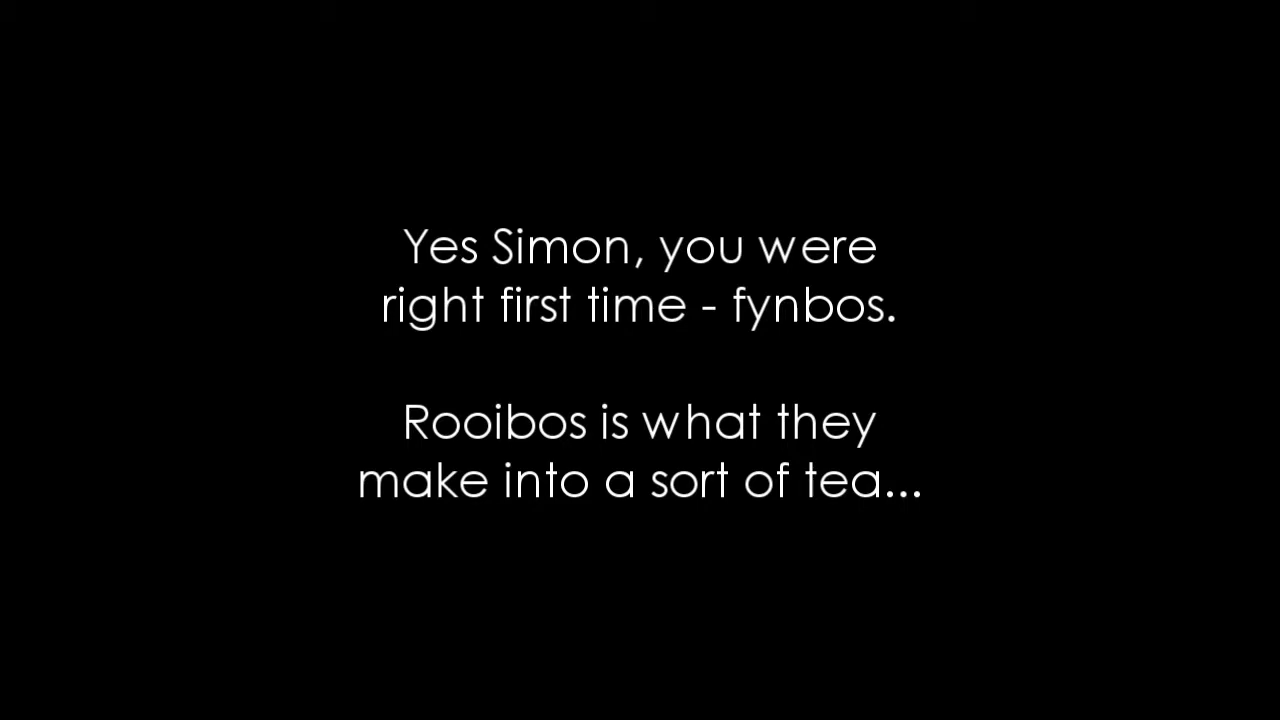 Yes Simon, you were
right first time - fynbos.
Rooibos is what they
make into a sort of tea...